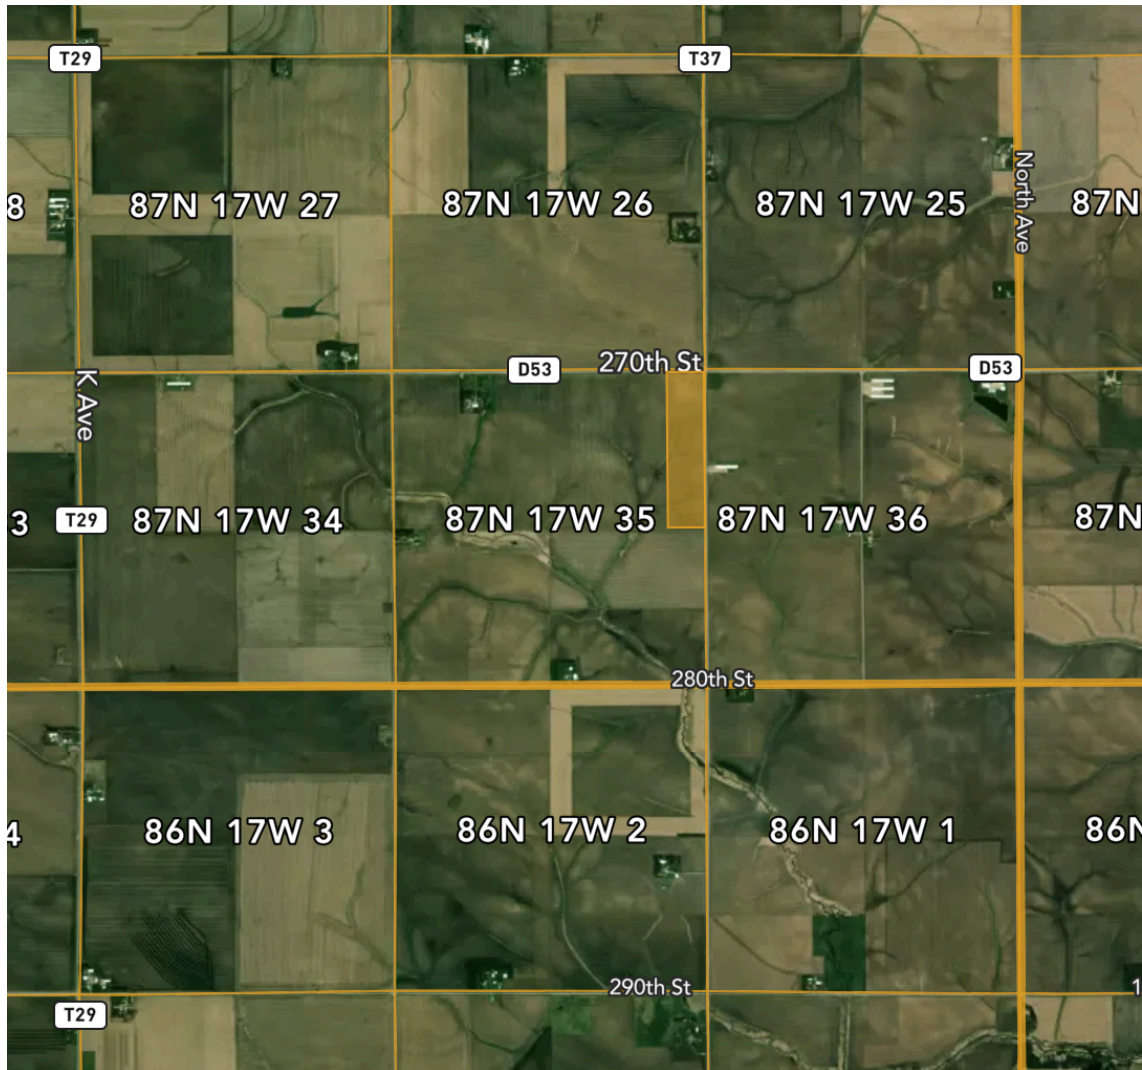 T29
T37
8
87N 17W 27
87N 17W 26
87N 17W 25
87N
North Ave
270th St
D53
D53
K Ave
3
T29
87N 17W 34
87N 17W 35
87N 17W 36
87N
280th St
4
86N 17W 3
86N 17W 2
86N 17W 1
86N
290th St
1
T29